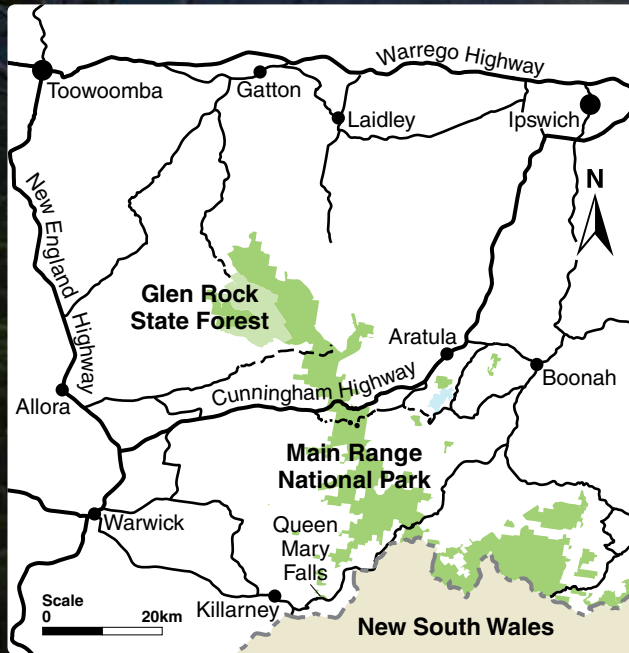 Warrego Highway
Toowoomba
Gatton
Laidley
Ipswich
N
New England Highway
Glen Rock
State Forest
Aratula
Boonah
Cunningham Highway
Allora
Main Range
National Park
Warwick
Queen
Mary
Falls
Killarney
Scale
0 20km
New South Wales